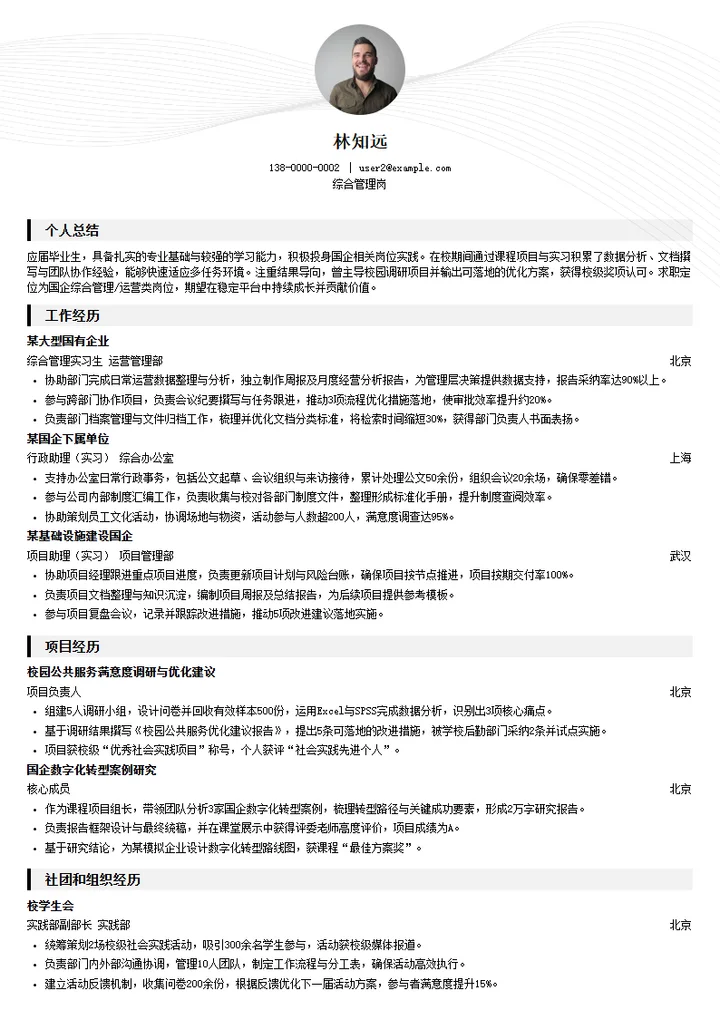 林知远
138-0000-0002 | user2@example.com
综合管理岗
个人总结
应届毕业生，具备扎实的专业基础与较强的学习能力，积极投身国企相关岗位实践。在校期间通过课程项目与实习积累了数据分析、文档撰
写与团队协作经验，能够快速适应多任务环境。注重结果导向，曾主导校园调研项目并输出可落地的优化方案，获得校级奖项认可。求职定
位为国企综合管理/运营类岗位，期望在稳定平台中持续成长并贡献价值。
工作经历
某大型国有企业
综合管理实习生 运营管理部 北京
• 协助部门完成日常运营数据整理与分析，独立制作周报及月度经营分析报告，为管理层决策提供数据支持，报告采纳率达90%以上。
• 参与跨部门协作项目，负责会议纪要撰写与任务跟进，推动3项流程优化措施落地，使审批效率提升约20%。
• 负责部门档案管理与文件归档工作，梳理并优化文档分类标准，将检索时间缩短30%，获得部门负责人书面表扬。
某国企下属单位
行政助理（实习） 综合办公室 上海
• 支持办公室日常行政事务，包括公文起草、会议组织与来访接待，累计处理公文50余份，组织会议20余场，确保零差错。
• 参与公司内部制度汇编工作，负责收集与校对各部门制度文件，整理形成标准化手册，提升制度查阅效率。
• 协助策划员工文化活动，协调场地与物资，活动参与人数超200人，满意度调查达95%。
某基础设施建设国企
项目助理（实习） 项目管理部 武汉
• 协助项目经理跟进重点项目进度，负责更新项目计划与风险台账，确保项目按节点推进，项目按期交付率100%。
• 负责项目文档整理与知识沉淀，编制项目周报及总结报告，为后续项目提供参考模板。
• 参与项目复盘会议，记录并跟踪改进措施，推动5项改进建议落地实施。
项目经历
校园公共服务满意度调研与优化建议
项目负责人 北京
• 组建5人调研小组，设计问卷并回收有效样本500份，运用Excel与SPSS完成数据分析，识别出3项核心痛点。
• 基于调研结果撰写《校园公共服务优化建议报告》，提出5条可落地的改进措施，被学校后勤部门采纳2条并试点实施。
• 项目获校级“优秀社会实践项目”称号，个人获评“社会实践先进个人”。
国企数字化转型案例研究
核心成员 北京
• 作为课程项目组长，带领团队分析3家国企数字化转型案例，梳理转型路径与关键成功要素，形成2万字研究报告。
• 负责报告框架设计与最终统稿，并在课堂展示中获得评委老师高度评价，项目成绩为A。
• 基于研究结论，为某模拟企业设计数字化转型路线图，获课程“最佳方案奖”。
社团和组织经历
校学生会
实践部副部长 实践部 北京
• 统筹策划2场校级社会实践活动，吸引300余名学生参与，活动获校级媒体报道。
• 负责部门内外部沟通协调，管理10人团队，制定工作流程与分工表，确保活动高效执行。
• 建立活动反馈机制，收集问卷200余份，根据反馈优化下一届活动方案，参与者满意度提升15%。